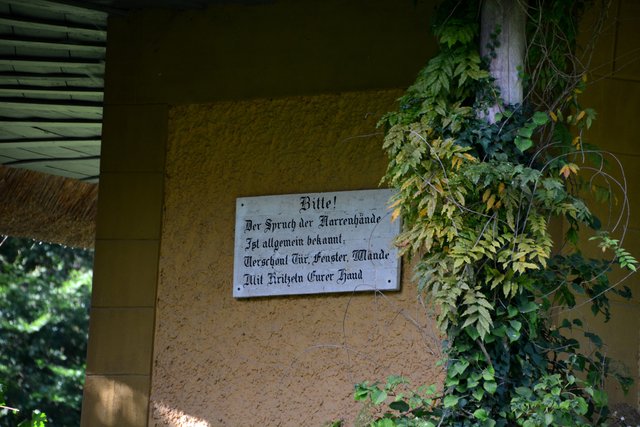 Bitte!
Der Spruch der Narrenhände
Ist allgemein bekannt:
Verschont Tür, Fenster, Wände
Mit Kritzeln Eurer Hand